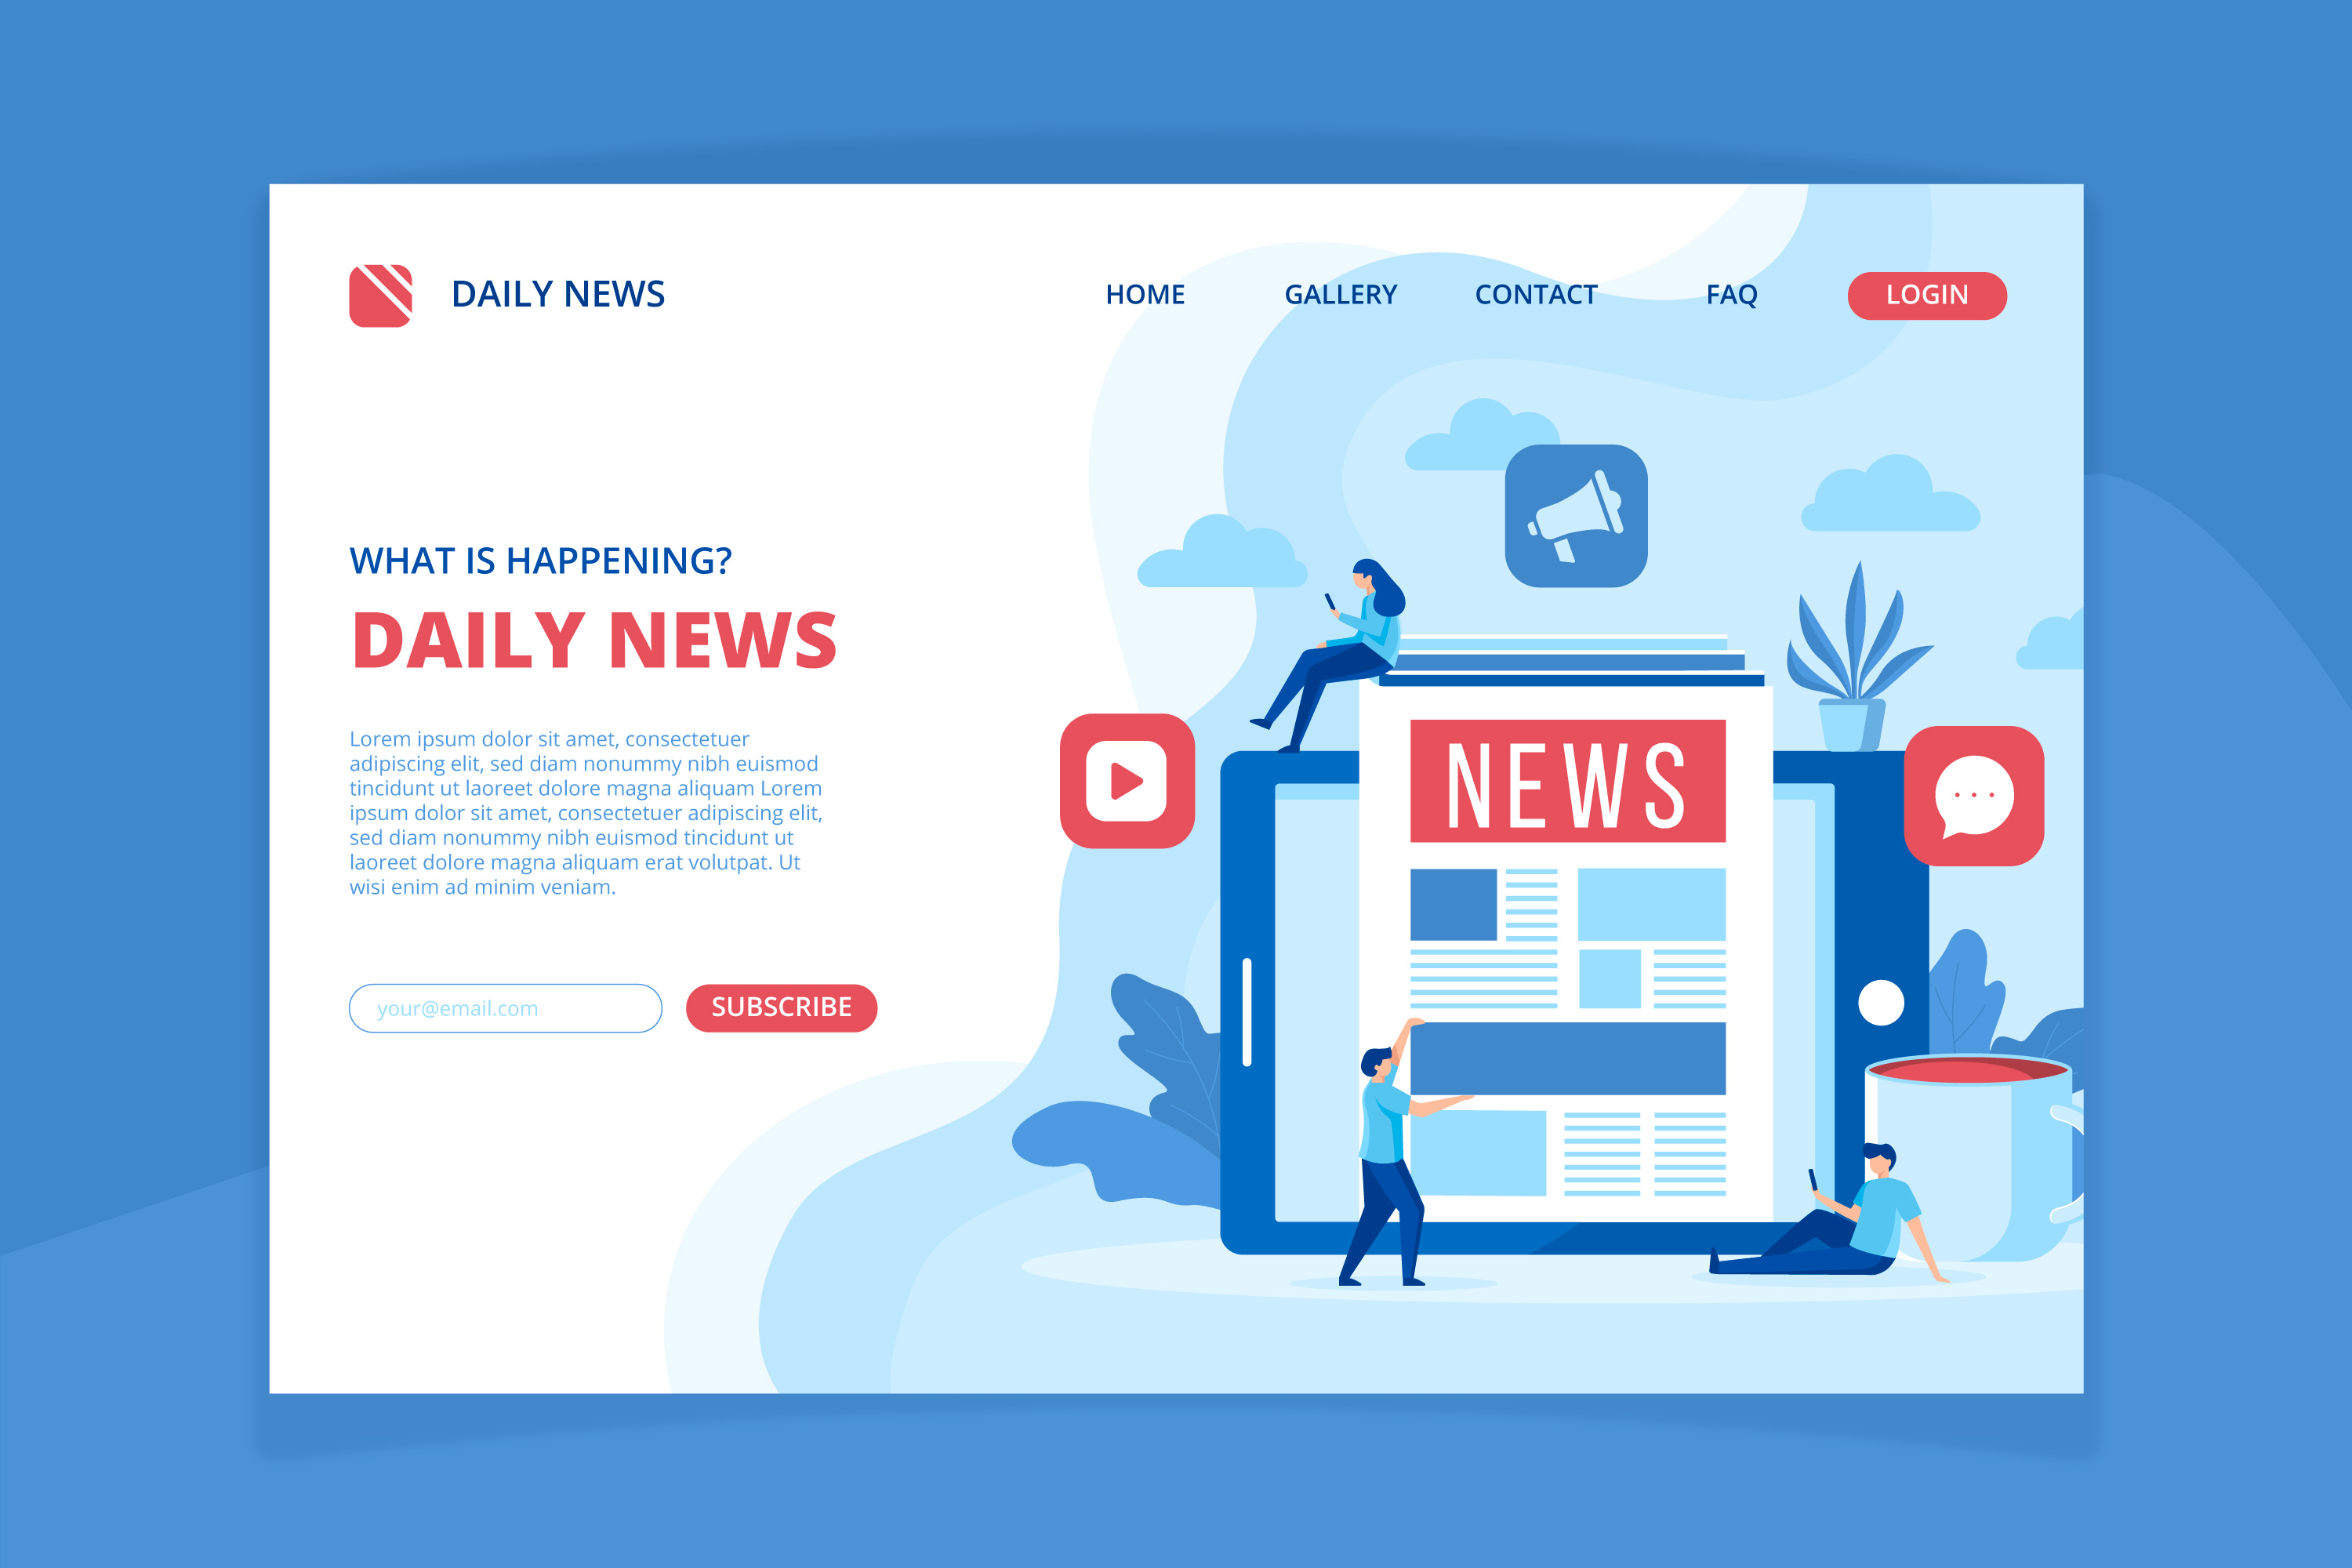 DAILY NEWS
HOME
GALLERY
CONTACT
FAQ
LOGIN
WHAT IS HAPPENING?
DAILY NEWS
Lorem ipsum dolor sit amet, consectetuer
adipiscing elit, sed diam nonummy nibh euismod
tincidunt ut laoreet dolore magna aliquam Lorem
ipsum dolor sit amet, consectetuer adipiscing elit,
sed diam nonummy nibh euismod tincidunt ut
laoreet dolore magna aliquam erat volutpat. Ut
wisi enim ad minim veniam.
your@email.com
SUBSCRIBE
NEWS